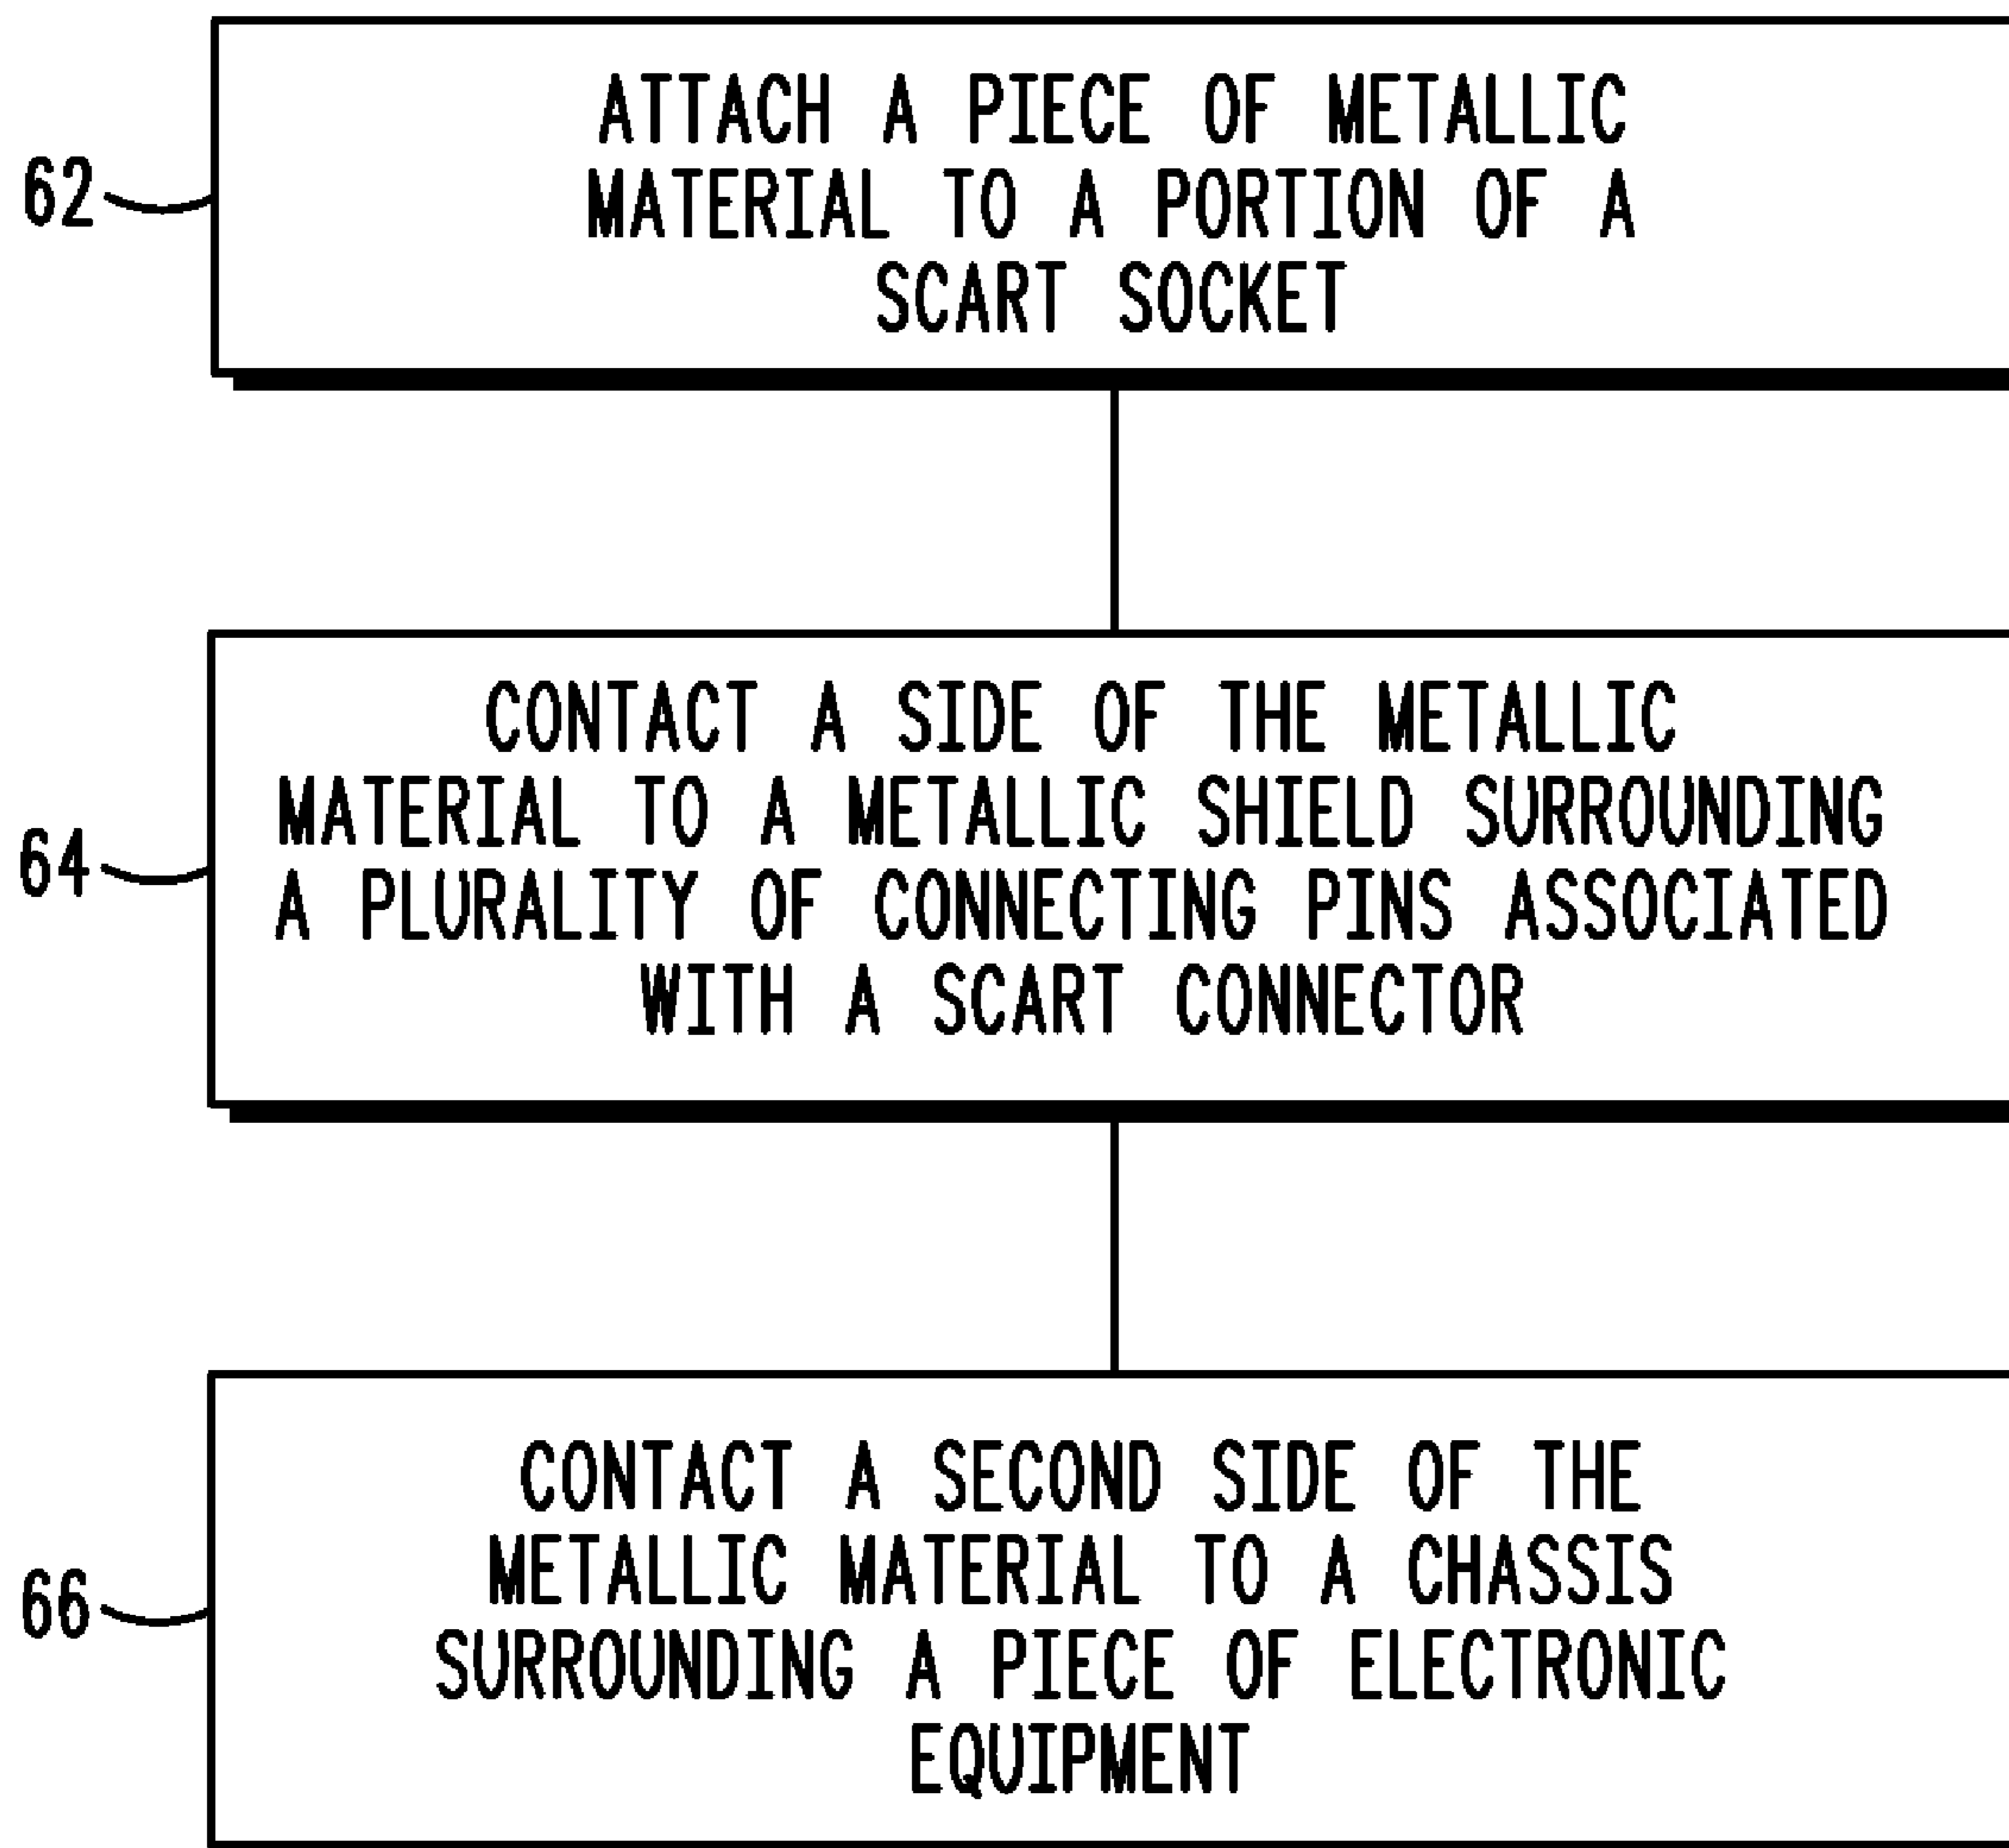 62
ATTACH A PIECE OF METALLIC
MATERIAL TO A PORTION OF A
SCART SOCKET
64
CONTACT A SIDE OF THE METALLIC
MATERIAL TO A METALLIC SHIELD SURROUNDING
A PLURALITY OF CONNECTING PINS ASSOCIATED
WITH A SCART CONNECTOR
66
CONTACT A SECOND SIDE OF THE
METALLIC MATERIAL TO A CHASSIS
SURROUNDING A PIECE OF ELECTRONIC
EQUIPMENT